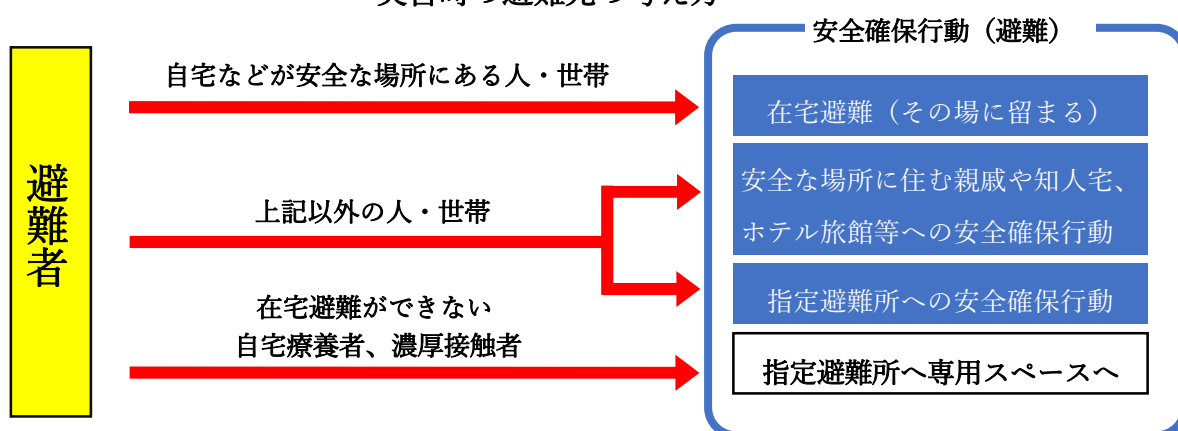 安全確保行動（避難）
避難者
自宅などが安全な場所にある人・世帯
在宅避難（その場に留まる）
上記以外の人・世帯
安全な場所に住む親戚や知人宅、
ホテル旅館等への安全確保行動
指定避難所への安全確保行動
在宅避難ができない
自宅療養者、濃厚接触者
指定避難所へ専用スペースへ